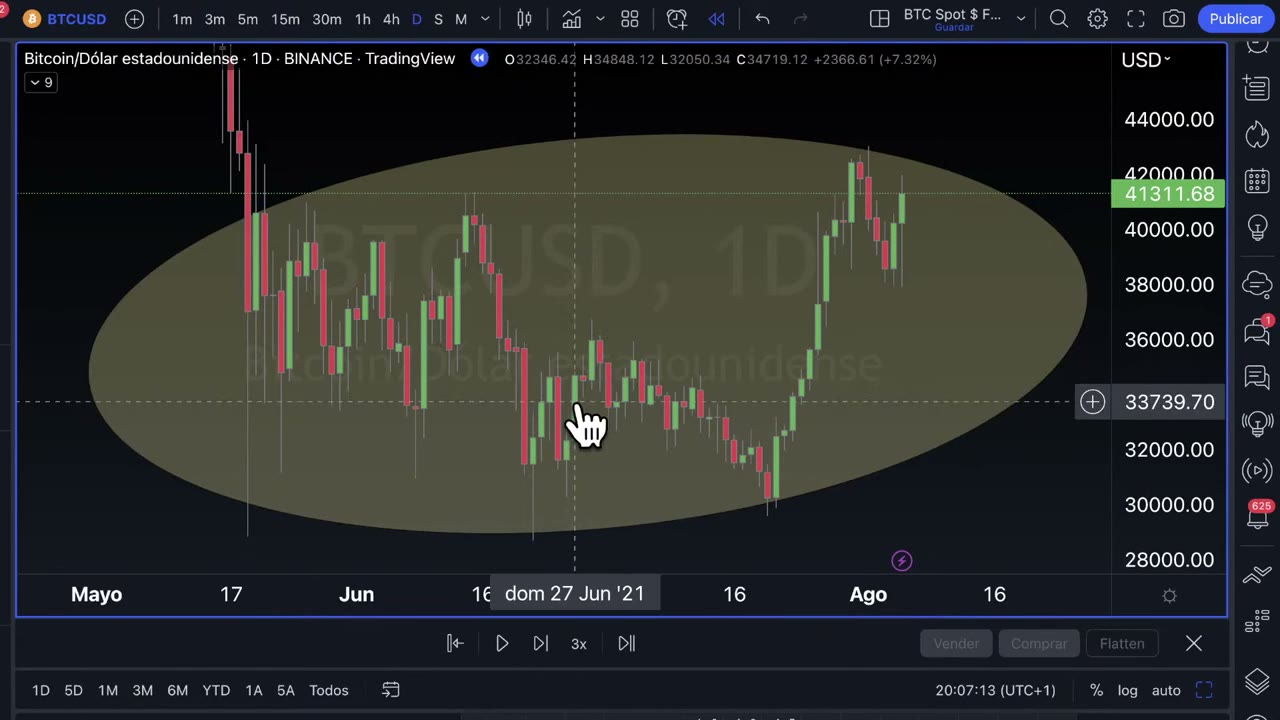 BTCUSD 1m 3m 5m 15m 30m 1h 4h D S M BTC Spot $ F... Guardar Publicar
Bitcoin/Dólar estadounidense · 1D · BINANCE · TradingView O32346.42 H34848.12 L32050.34 C34719.12 +2366.61 (+7.32%) USD
9
44000.00
42000.00
41311.68
40000.00
BTCUSD, 1D
38000.00
1
36000.00
Bitcoin/Dólar estadounidense
33739.70
32000.00
30000.00
625
28000.00
Mayo 17 Jun 16 dom 27 Jun '21 16 Ago 16
3x Vender Comprar Flatten
1D 5D 1M 3M 6M YTD 1A 5A Todos 20:07:13 (UTC+1) % log auto